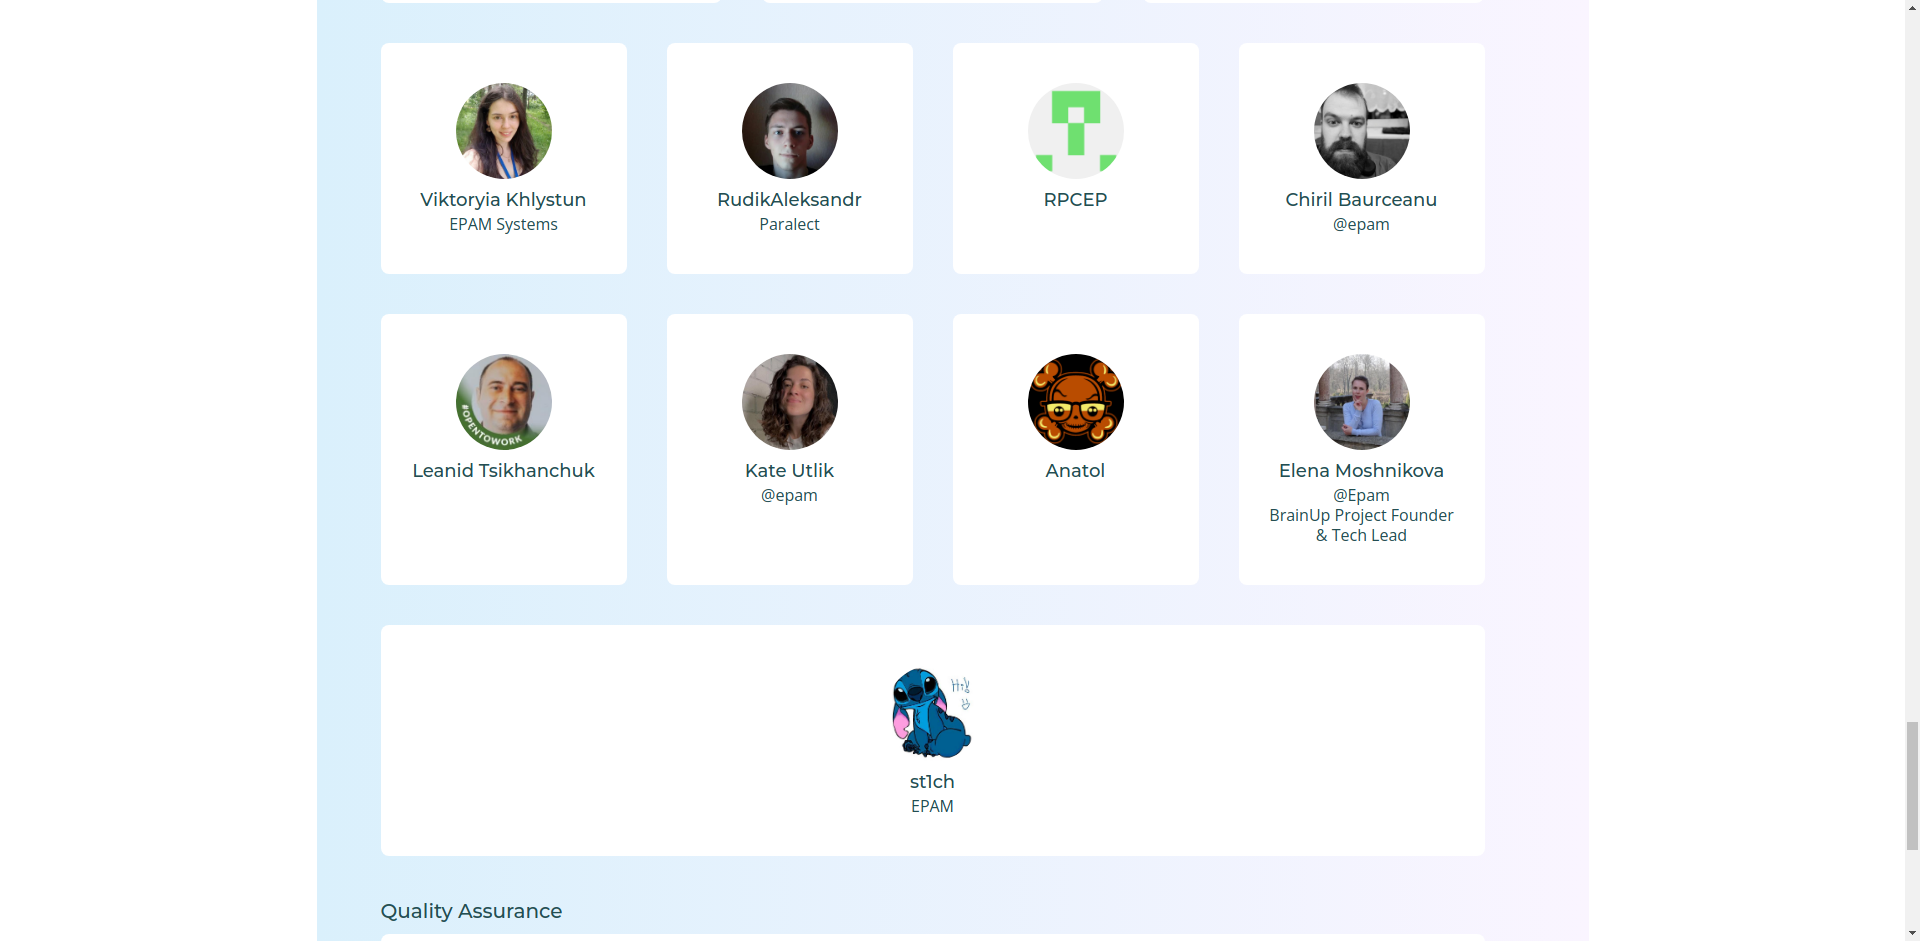 Viktoryia Khlystun
EPAM Systems
RudikAleksandr
Paralect
RPCEP
Chiril Baurceanu
@epam
#OPENTOWORK
Leanid Tsikhanchuk
Kate Utlik
@epam
Anatol
Elena Moshnikova
@Epam
BrainUp Project Founder
& Tech Lead
Hi!
st1ch
EPAM
Quality Assurance